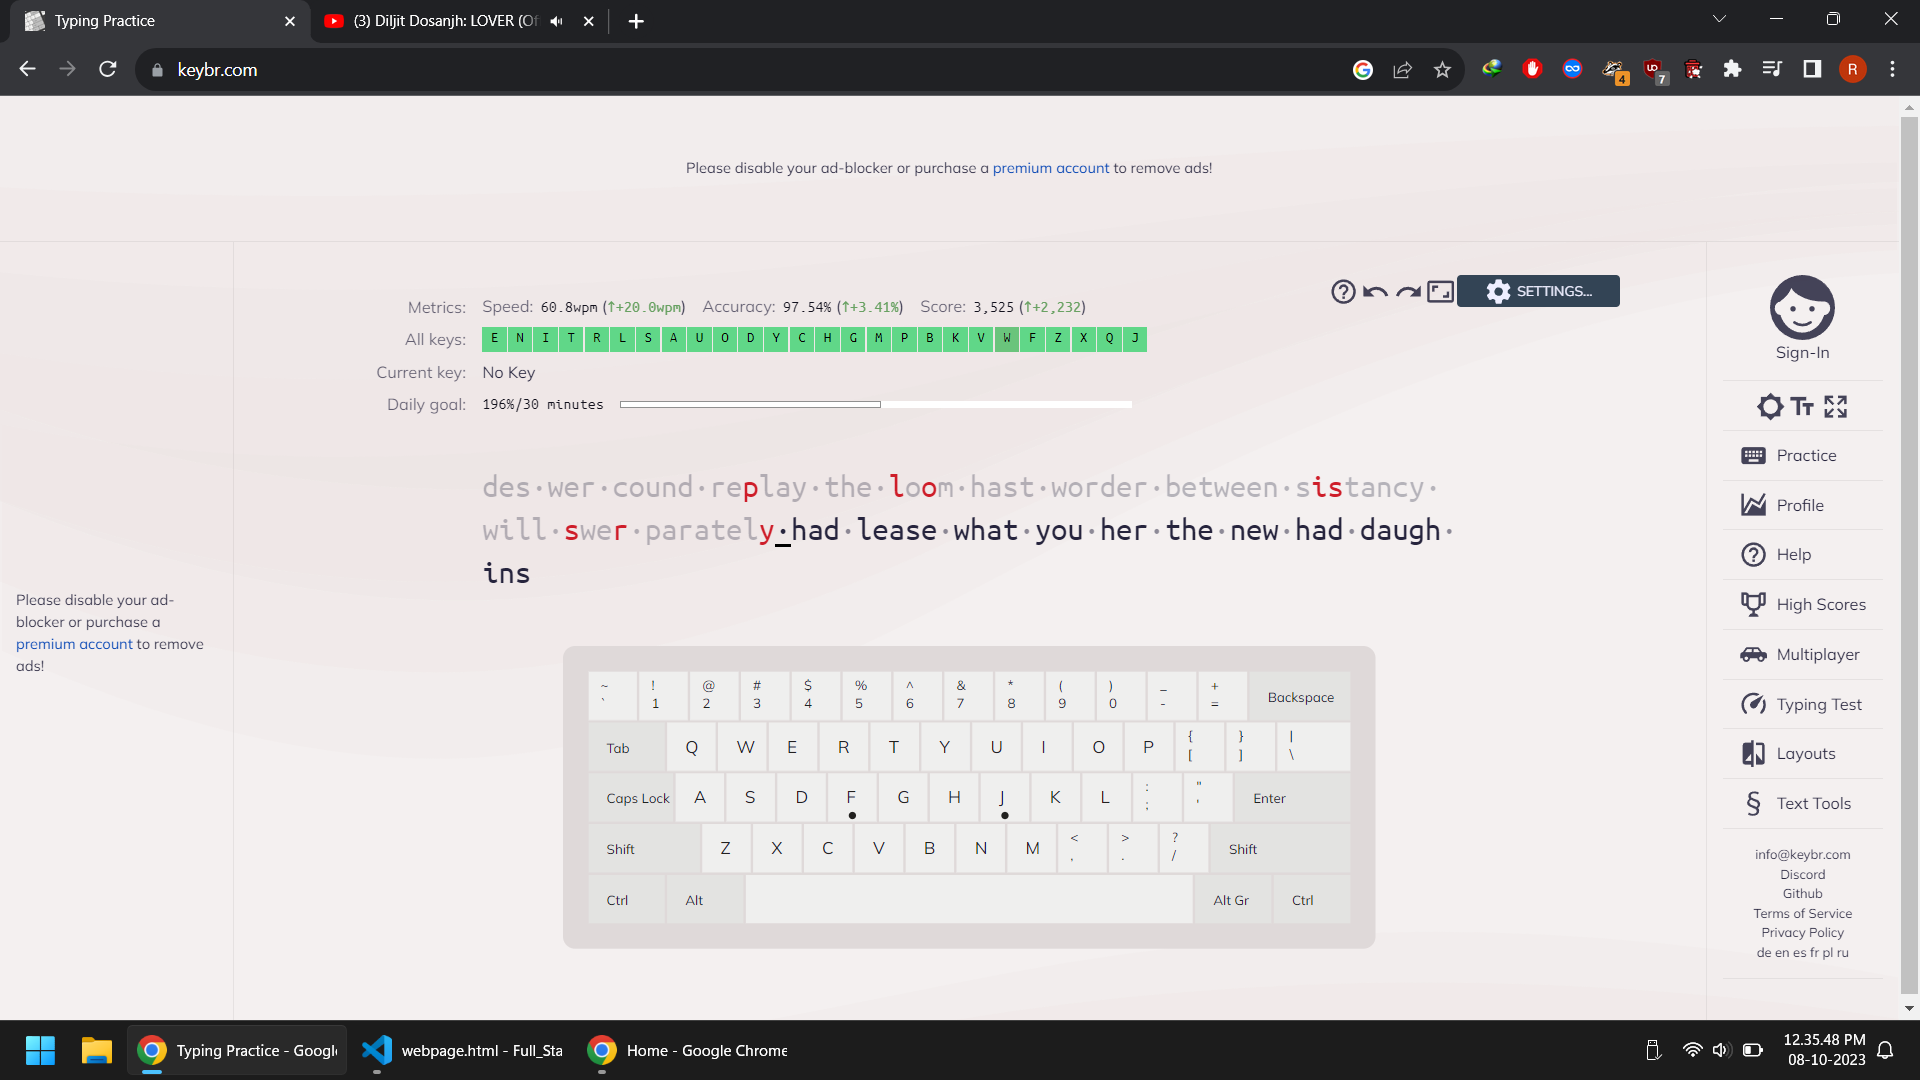 Typing Practice
(3) Diljit Dosanjh: LOVER (Of
keybr.com
4
7
R
Please disable your ad-blocker or purchase a premium account to remove ads!
Metrics: Speed: 60.8wpm (↑+20.0wpm) Accuracy: 97.54% (↑+3.41%) Score: 3,525 (↑+2,232)
SETTINGS...
All keys: E N I T R L S A U O D Y C H G M P B K V W F Z X Q J
Current key: No Key
Daily goal: 196%/30 minutes
des·wer·cound·replay·the·loom·hast·worder·between·sistancy·
will·swer·parately·had·lease·what·you·her·the·new·had·daugh·
ins
Please disable your ad-
blocker or purchase a
premium account to remove
ads!
~ ! @ # $ % ^ & * ( ) _ +
` 1 2 3 4 5 6 7 8 9 0 - = Backspace
Tab Q W E R T Y U I O P { [ } ] | \
Caps Lock A S D F G H J K L : ; " ' Enter
Shift Z X C V B N M < , > . ? / Shift
Ctrl Alt Alt Gr Ctrl
Sign-In
Practice
Profile
Help
High Scores
Multiplayer
Typing Test
Layouts
§ Text Tools
info@keybr.com
Discord
Github
Terms of Service
Privacy Policy
de en es fr pl ru
Typing Practice - Googl
webpage.html - Full_Sta
Home - Google Chrome
12.35.48 PM
08-10-2023